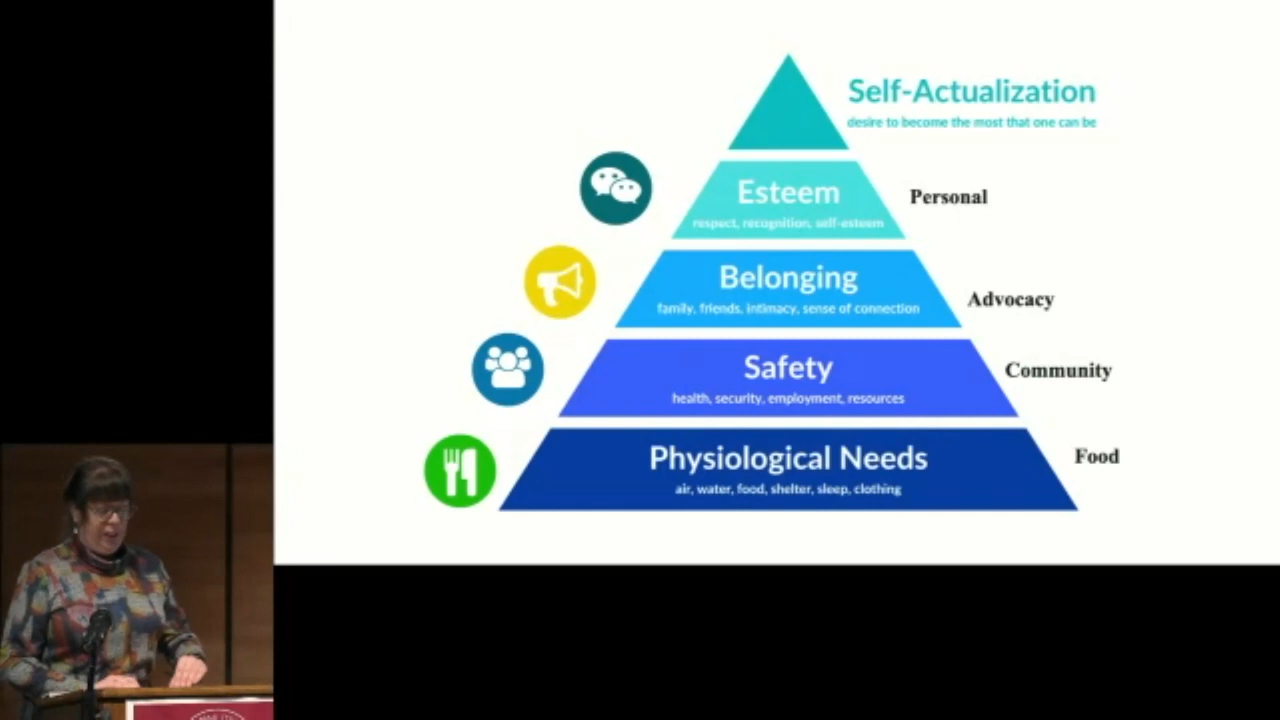 Self-Actualization
desire to become the most that one can be
Esteem
respect, recognition, self-esteem
Personal
Belonging
family, friends, intimacy, sense of connection
Advocacy
Safety
health, security, employment, resources
Community
Physiological Needs
air, water, food, shelter, sleep, clothing
Food